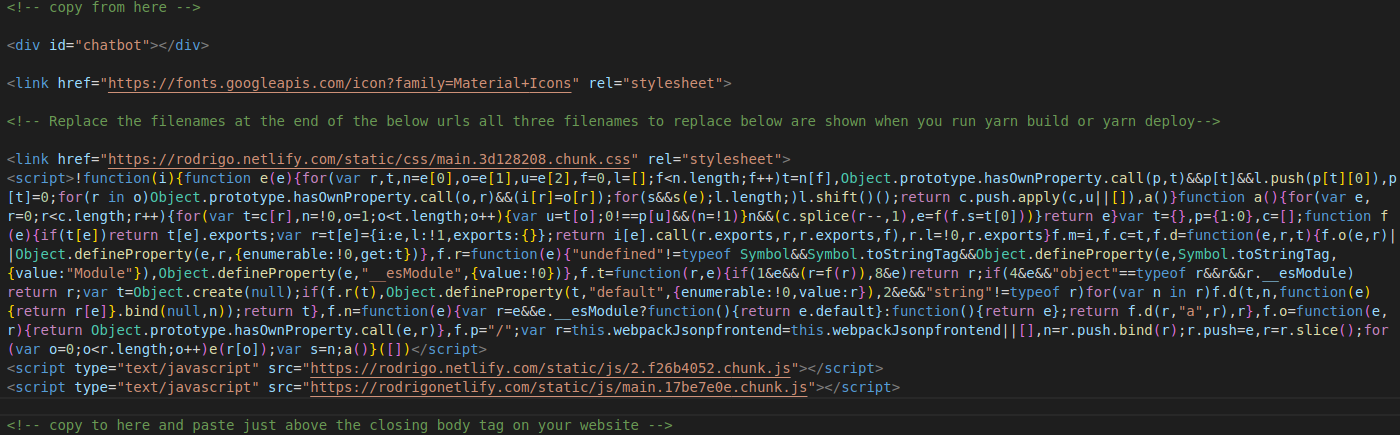 <!-- copy from here -->
<div id="chatbot"></div>
<link href="https://fonts.googleapis.com/icon?family=Material+Icons" rel="stylesheet">
<!-- Replace the filenames at the end of the below urls all three filenames to replace below are shown when you run yarn build or yarn deploy-->
<link href="https://rodrigo.netlify.com/static/css/main.3d128208.chunk.css" rel="stylesheet">
<script>!function(i){function e(e){for(var r,t,n=e[0],o=e[1],u=e[2],f=0,l=[];f<n.length;f++)t=n[f],Object.prototype.hasOwnProperty.call(p,t)&&p[t]&&l.push(p[t][0]),p
[t]=0;for(r in o)Object.prototype.hasOwnProperty.call(o,r)&&(i[r]=o[r]);for(s&&s(e);l.length;)l.shift()();return c.push.apply(c,u||[]),a()}function a(){for(var e,
r=0;r<c.length;r++){for(var t=c[r],n=!0,o=1;o<t.length;o++){var u=t[o];0!==p[u]&&(n=!1)}n&&(c.splice(r--,1),e=f(f.s=t[0]))}return e}var t={},p={1:0},c=[];function f
(e){if(t[e])return t[e].exports;var r=t[e]={i:e,l:!1,exports:{}};return i[e].call(r.exports,r,r.exports,f),r.l=!0,r.exports}f.m=i,f.c=t,f.d=function(e,r,t){f.o(e,r)|
|Object.defineProperty(e,r,{enumerable:!0,get:t})},f.r=function(e){"undefined"!=typeof Symbol&&Symbol.toStringTag&&Object.defineProperty(e,Symbol.toStringTag,
{value:"Module"}),Object.defineProperty(e,"__esModule",{value:!0})},f.t=function(r,e){if(1&e&&(r=f(r)),8&e)return r;if(4&e&&"object"==typeof r&&r&&r.__esModule)
return r;var t=Object.create(null);if(f.r(t),Object.defineProperty(t,"default",{enumerable:!0,value:r}),2&e&&"string"!=typeof r)for(var n in r)f.d(t,n,function(e)
{return r[e]}.bind(null,n));return t},f.n=function(e){var r=e&&e.__esModule?function(){return e.default}:function(){return e};return f.d(r,"a",r),r},f.o=function(e,
r){return Object.prototype.hasOwnProperty.call(e,r)},f.p="/";var r=this.webpackJsonpfrontend=this.webpackJsonpfrontend||[],n=r.push.bind(r);r.push=e,r=r.slice();for
(var o=0;o<r.length;o++)e(r[o]);var s=n;a()}([])</script>
<script type="text/javascript" src="https://rodrigo.netlify.com/static/js/2.f26b4052.chunk.js"></script>
<script type="text/javascript" src="https://rodrigonetlify.com/static/js/main.17be7e0e.chunk.js"></script>
<!-- copy to here and paste just above the closing body tag on your website -->